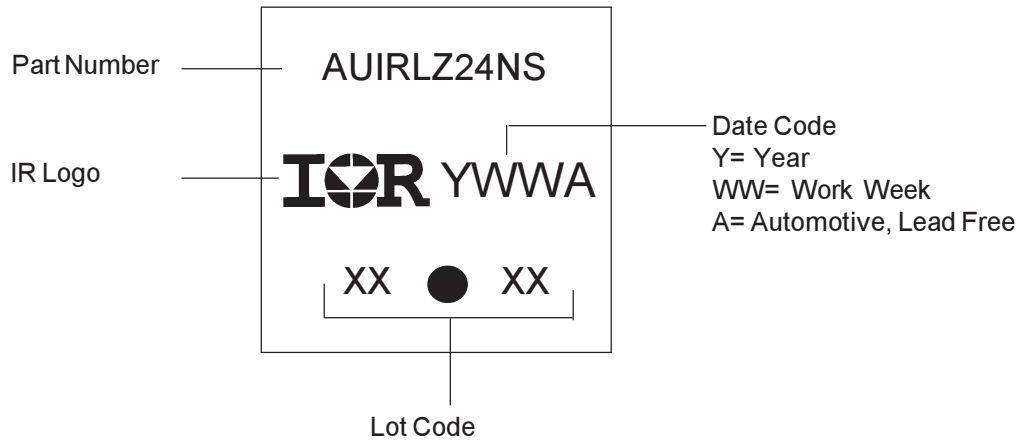 Part Number
AUIRLZ24NS
IR Logo
IOR YWWA
Date Code
Y= Year
WW= Work Week
A= Automotive, Lead Free
XX XX
Lot Code